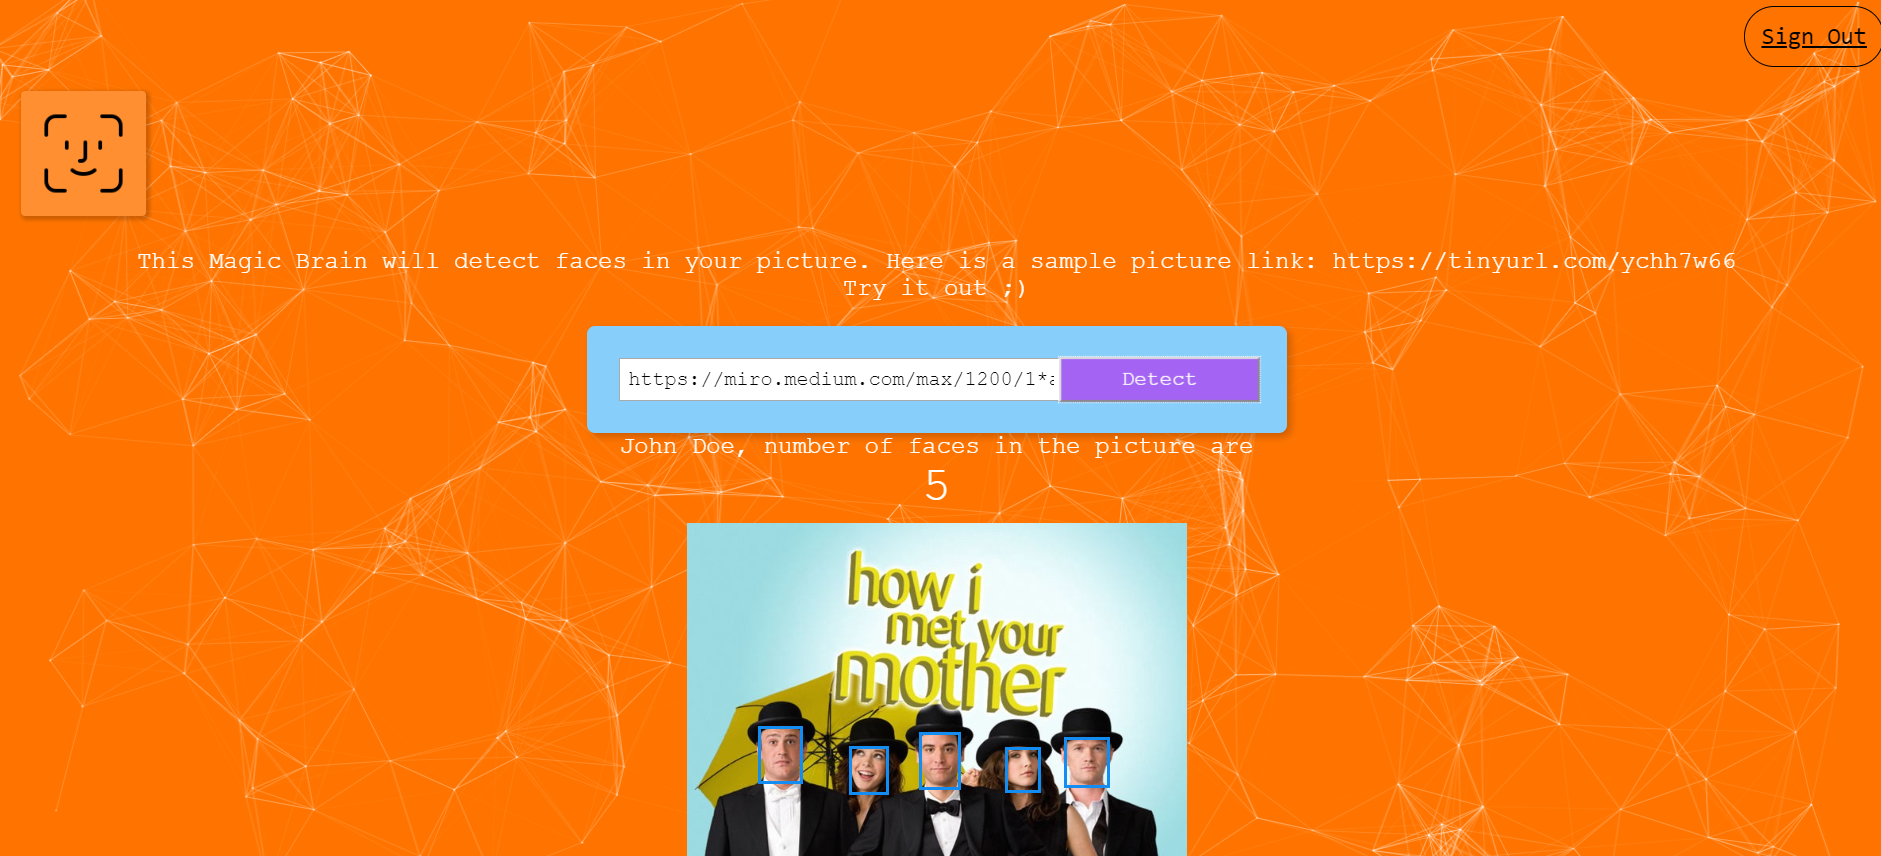 Sign Out
This Magic Brain will detect faces in your picture. Here is a sample picture link: https://tinyurl.com/ychh7w66
Try it out ;)
https://miro.medium.com/max/1200/1*a
Detect
John Doe, number of faces in the picture are
5
how i
met your
mother